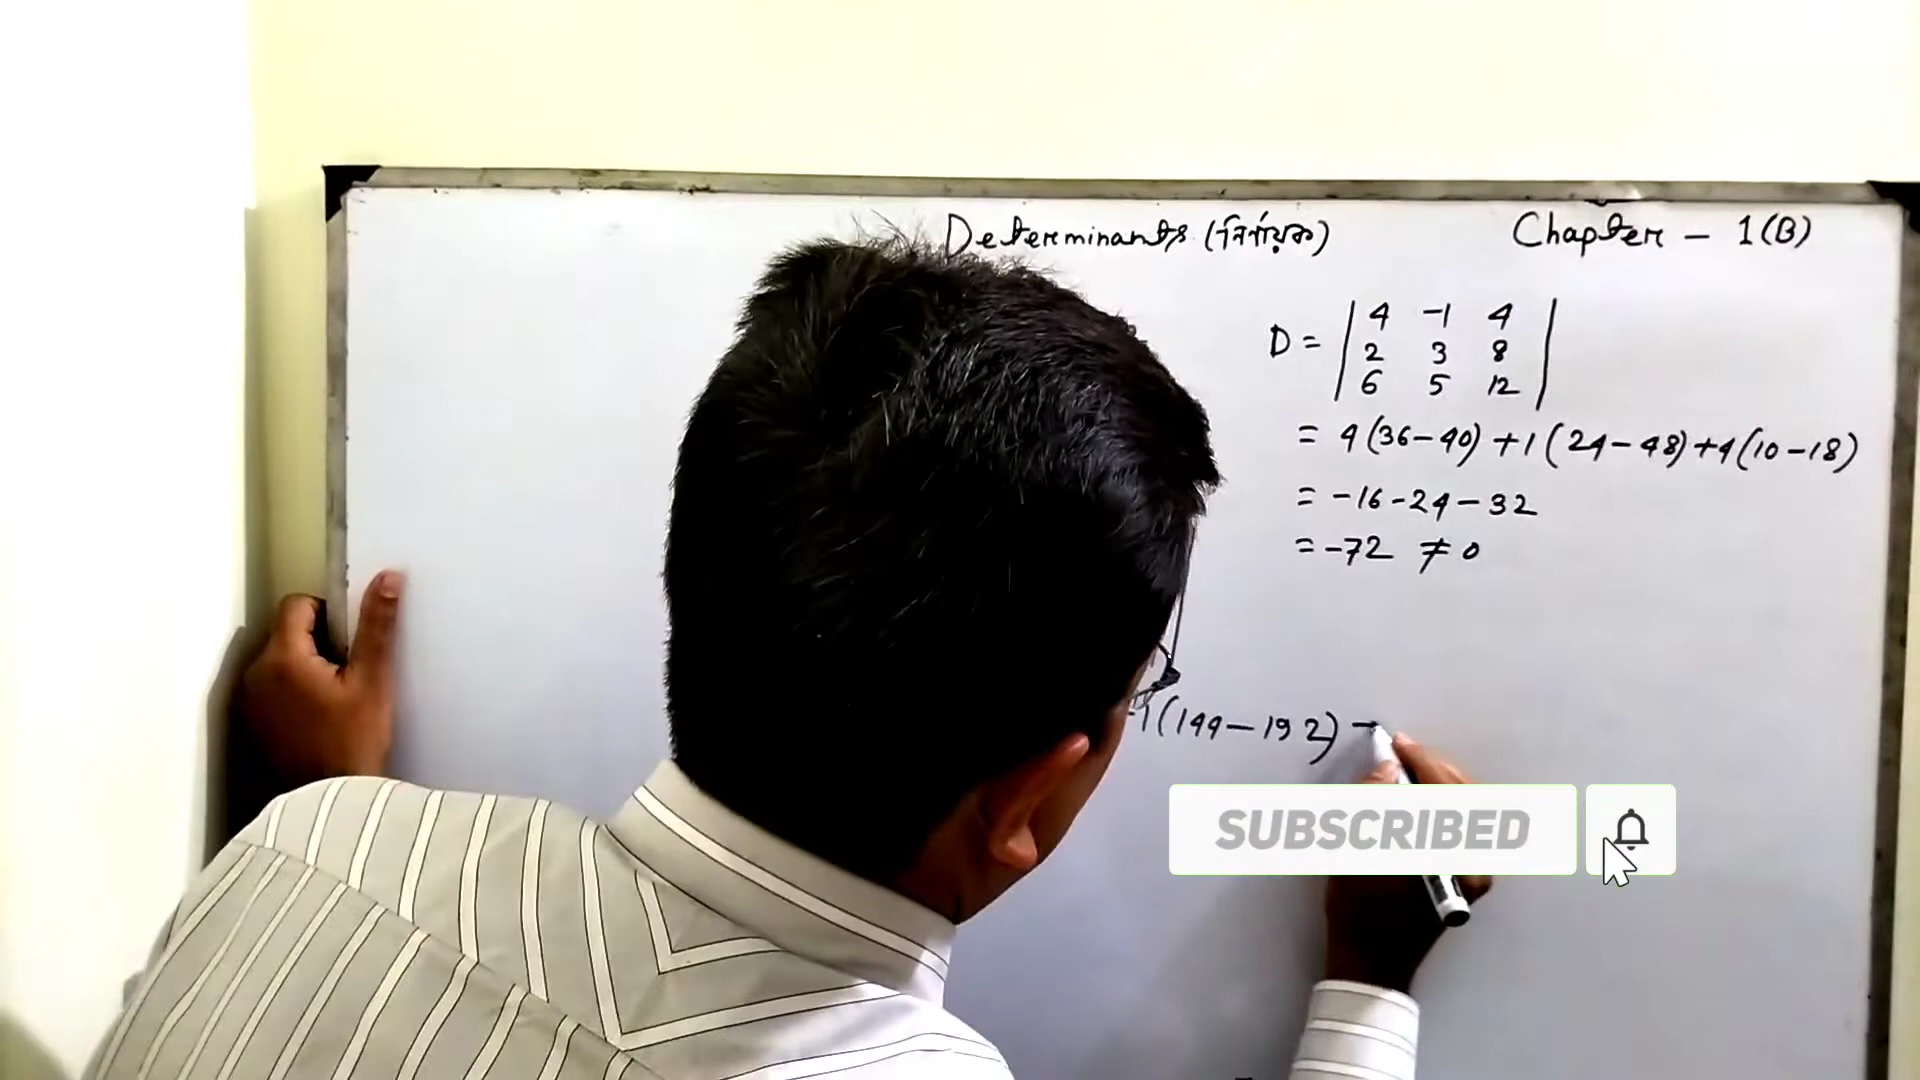 Determinants (নির্ণায়ক) Chapter - 1(B)
D = | 4 -1 4 |
| 2 3 8 |
| 6 5 12 |
= 4(36-40) +1(24-48)+4(10-18)
= -16-24-32
= -72 ≠ 0
1(144-192)
SUBSCRIBED